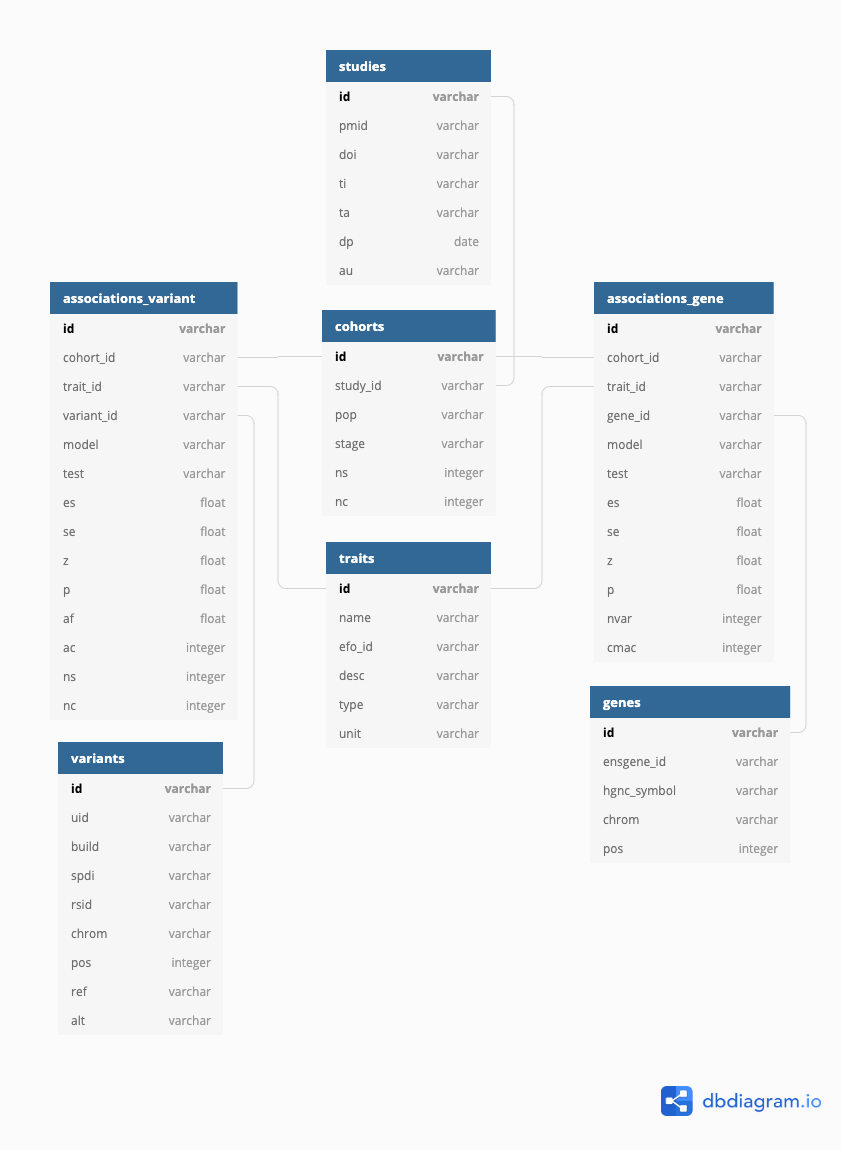 studies
id varchar
pmid varchar
doi varchar
ti varchar
ta varchar
dp date
au varchar
associations_variant
id varchar
cohort_id varchar
trait_id varchar
variant_id varchar
model varchar
test varchar
es float
se float
z float
p float
af float
ac integer
ns integer
nc integer
cohorts
id varchar
study_id varchar
pop varchar
stage varchar
ns integer
nc integer
associations_gene
id varchar
cohort_id varchar
trait_id varchar
gene_id varchar
model varchar
test varchar
es float
se float
z float
p float
nvar integer
cmac integer
traits
id varchar
name varchar
efo_id varchar
desc varchar
type varchar
unit varchar
genes
id varchar
ensgene_id varchar
hgnc_symbol varchar
chrom varchar
pos integer
variants
id varchar
uid varchar
build varchar
spdi varchar
rsid varchar
chrom varchar
pos integer
ref varchar
alt varchar
dbdiagram.io